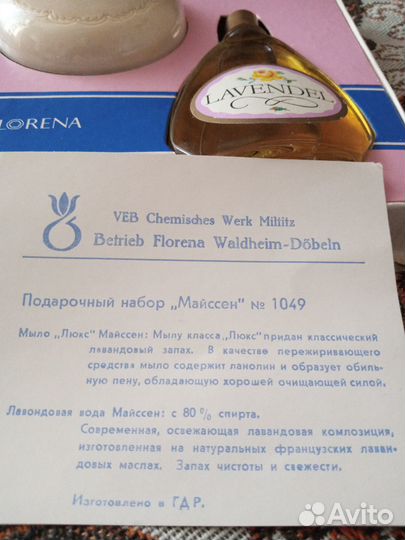 LAVENDEL
LORENA
VEB Chemisches Werk Miltitz
Betrieb Florena Waldheim-Döbeln
Подарочный набор „Майссен" № 1049
Мыло „Люкс" Майссен: Мылу класса „Люкс" придан классический
лавандовый запах. В качестве пережиривающего
средства мыло содержит ланолин и образует обиль-
ную пену, обладающую хорошей очищающей силой.
Лавондовая вода Майссен: с 80 % спирта.
Современная, освежающая лавандовая композиция,
изготовленная на натуральных французских лаван-
довых маслах. Запах чистоты и свежести.
Изготовлено в ГДР.
Avito